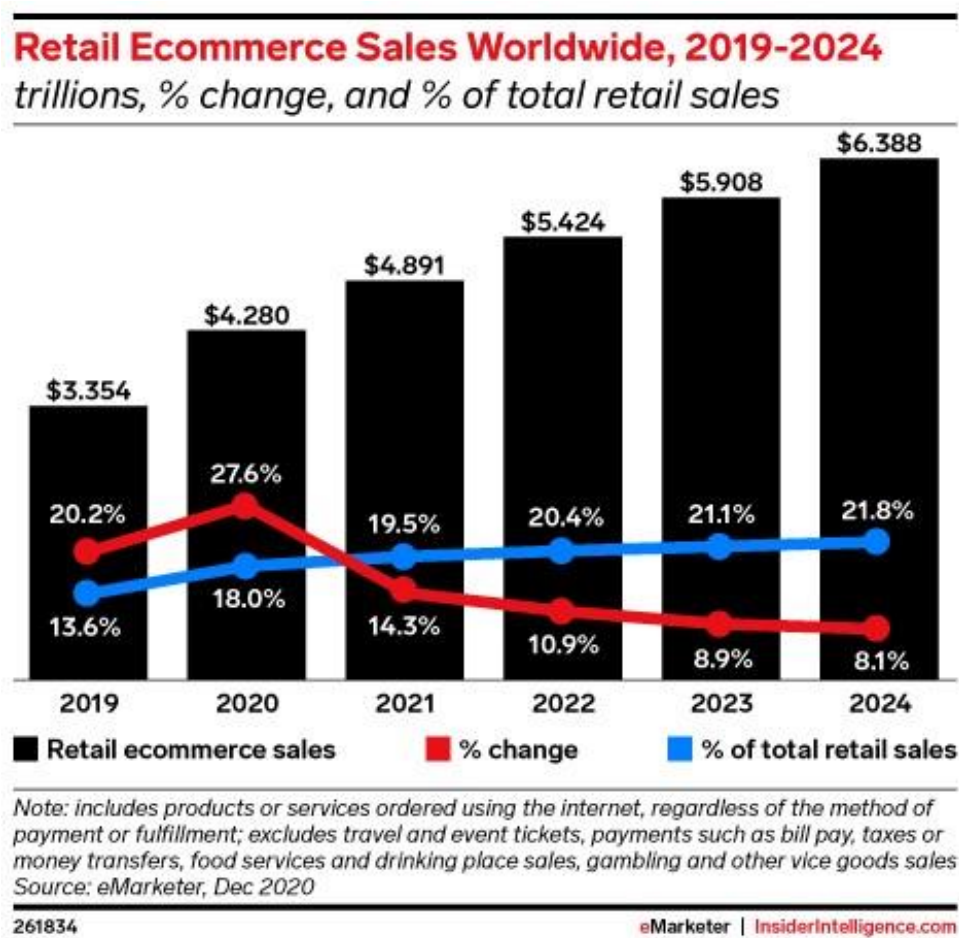 Retail Ecommerce Sales Worldwide, 2019-2024
trillions, % change, and % of total retail sales
$6.388
$5.908
$5.424
$4.891
$4.280
$3.354
27.6%
20.2%
19.5%
20.4%
21.1%
21.8%
13.6%
18.0%
14.3%
10.9%
8.9%
8.1%
2019 2020 2021 2022 2023 2024
Retail ecommerce sales % change % of total retail sales
Note: includes products or services ordered using the internet, regardless of the method of
payment or fulfillment; excludes travel and event tickets, payments such as bill pay, taxes or
money transfers, food services and drinking place sales, gambling and other vice goods sales
Source: eMarketer, Dec 2020
261834 eMarketer | InsiderIntelligence.com